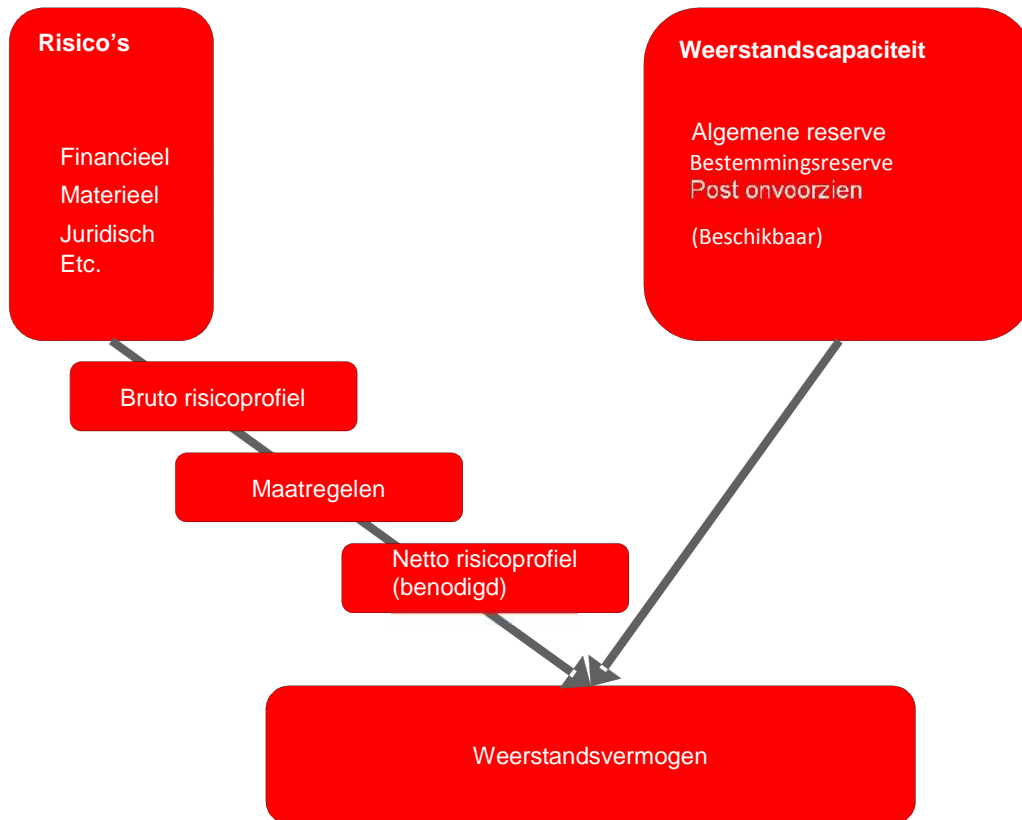 Risico’s
Financieel
Materieel
Juridisch
Etc.
Weerstandscapaciteit
Algemene reserve
Bestemmingsreserve
Post onvoorzien
(Beschikbaar)
Bruto risicoprofiel
Maatregelen
Netto risicoprofiel
(benodigd)
Weerstandsvermogen